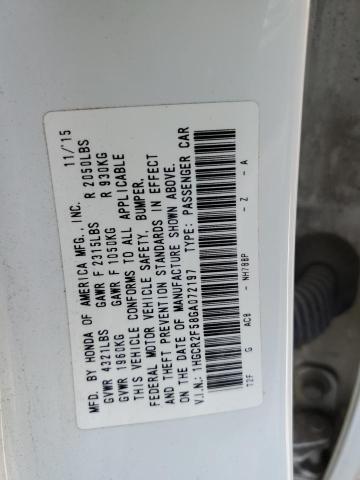 MFD. BY HONDA OF AMERICA MFG., INC. 11/15
GVWR 4321LBS GAWR F 2315LBS R 2050LBS
GVWR 1960KG GAWR F 1050KG R 930KG
THIS VEHICLE CONFORMS TO ALL APPLICABLE
FEDERAL MOTOR VEHICLE SAFETY, BUMPER,
AND THEFT PREVENTION STANDARDS IN EFFECT
ON THE DATE OF MANUFACTURE SHOWN ABOVE.
V.I.N.: 1HGCR2F58GA072197 TYPE: PASSENGER CAR
T2F G AC8 - NH788P - Z - A